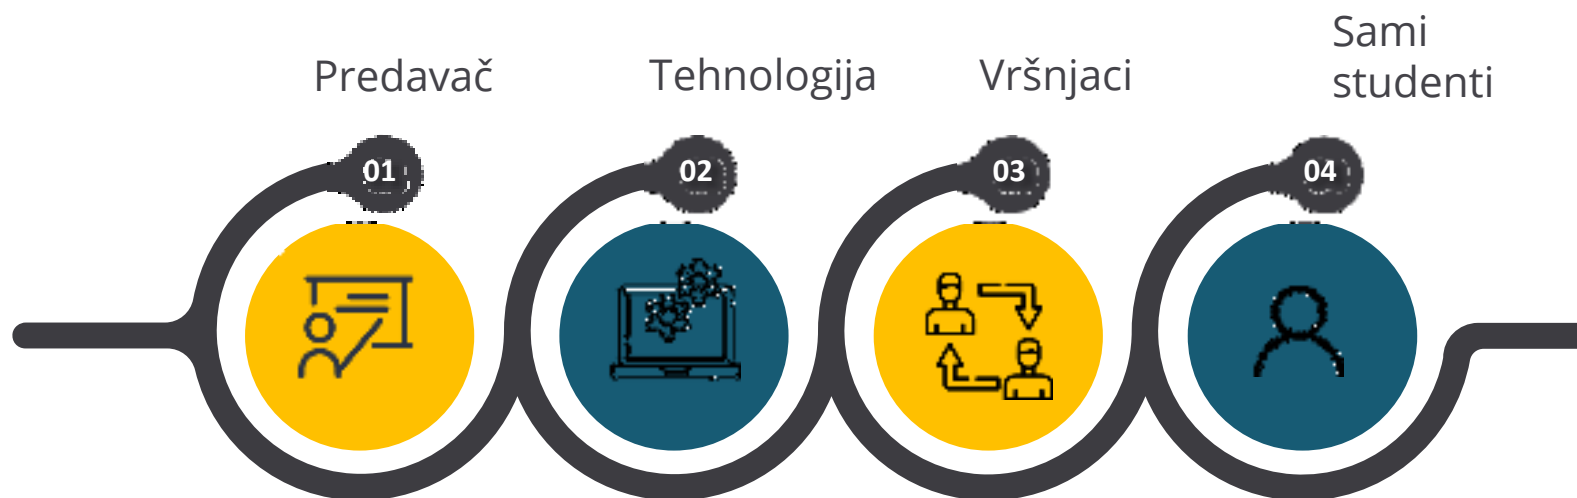 Predavač
01
Tehnologija
02
Vršnjaci
03
Sami
studenti
04